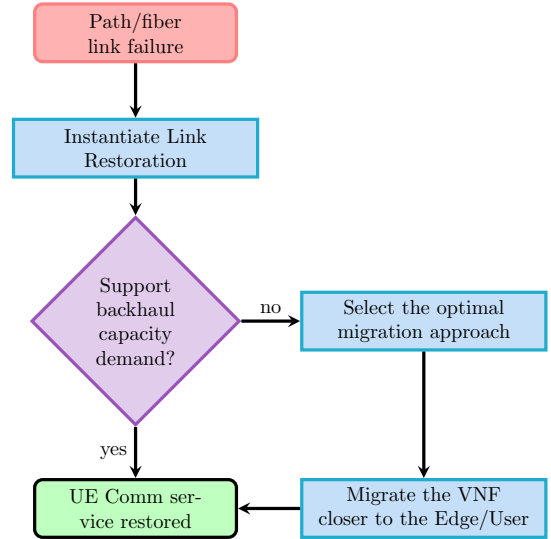 Path/fiber
link failure
Instantiate Link
Restoration
Support
backhaul
capacity
demand?
no
Select the optimal
migration approach
yes
UE Comm ser-
vice restored
Migrate the VNF
closer to the Edge/User